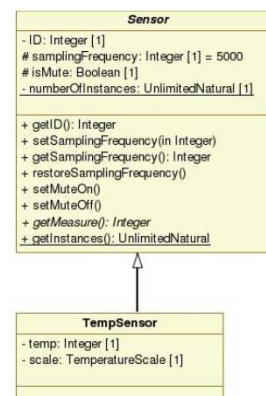 Sensor
- ID: Integer [1]
# samplingFrequency: Integer [1] = 5000
# isMute: Boolean [1]
- numberOfInstances: UnlimitedNatural [1]
+ getID(): Integer
+ setSamplingFrequency(in Integer)
+ getSamplingFrequency(): Integer
+ restoreSamplingFrequency()
+ setMuteOn()
+ setMuteOff()
+ getMeasure(): Integer
+ getInstances(): UnlimitedNatural
TempSensor
- temp: Integer [1]
- scale: TemperatureScale [1]